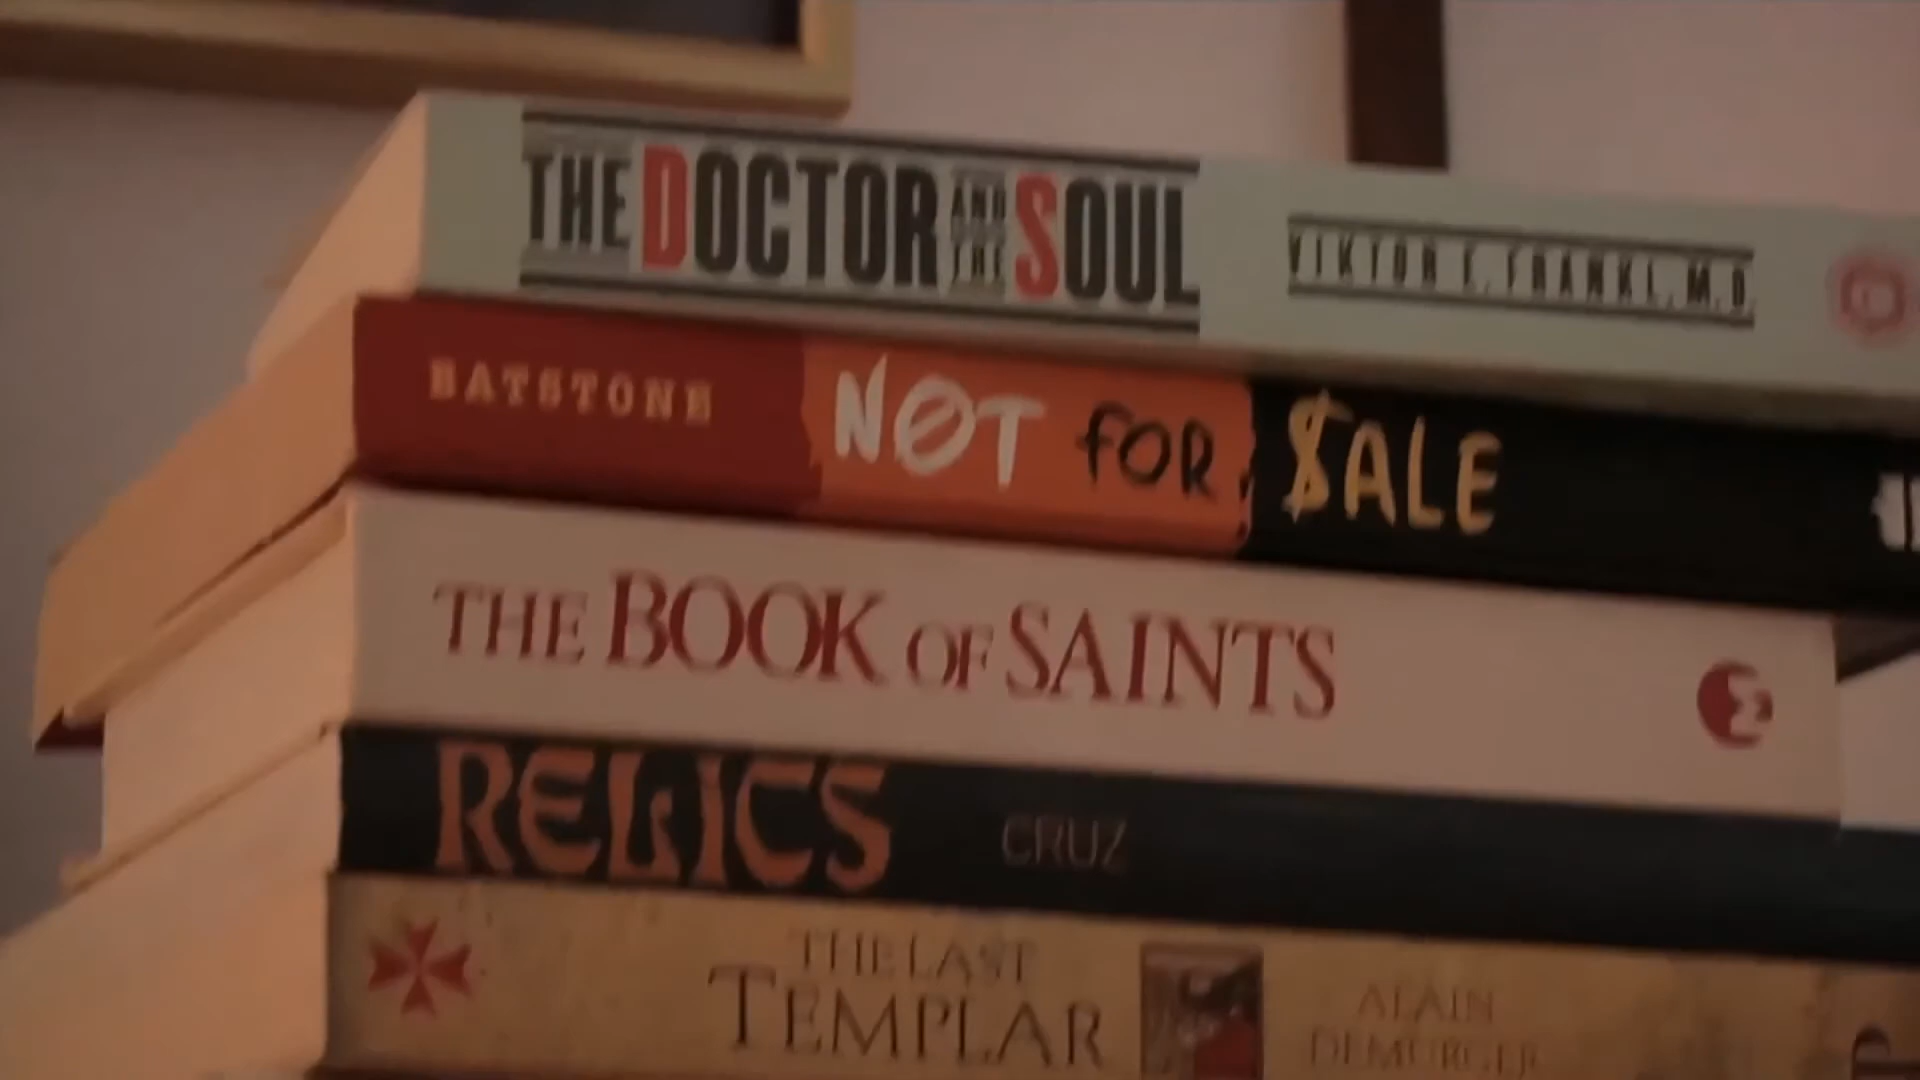 THE DOCTOR AND THE SOUL
VIKTOR E. FRANKL, M.D.
BATSTONE
NOT FOR $ALE
THE BOOK OF SAINTS
RELICS
CRUZ
THE LAST
TEMPLAR
ALAIN
DEMURGER